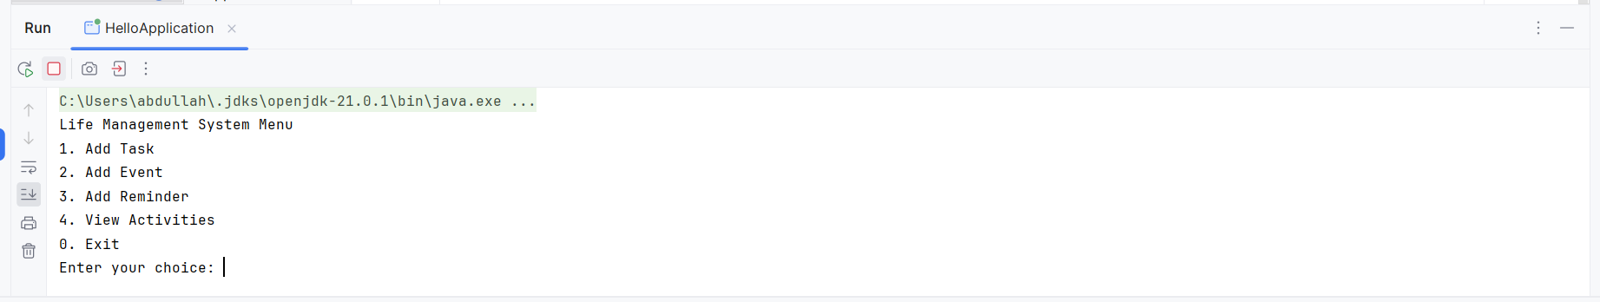 Run HelloApplication
C:\Users\abdullah\.jdks\openjdk-21.0.1\bin\java.exe ...
Life Management System Menu
1. Add Task
2. Add Event
3. Add Reminder
4. View Activities
0. Exit
Enter your choice: